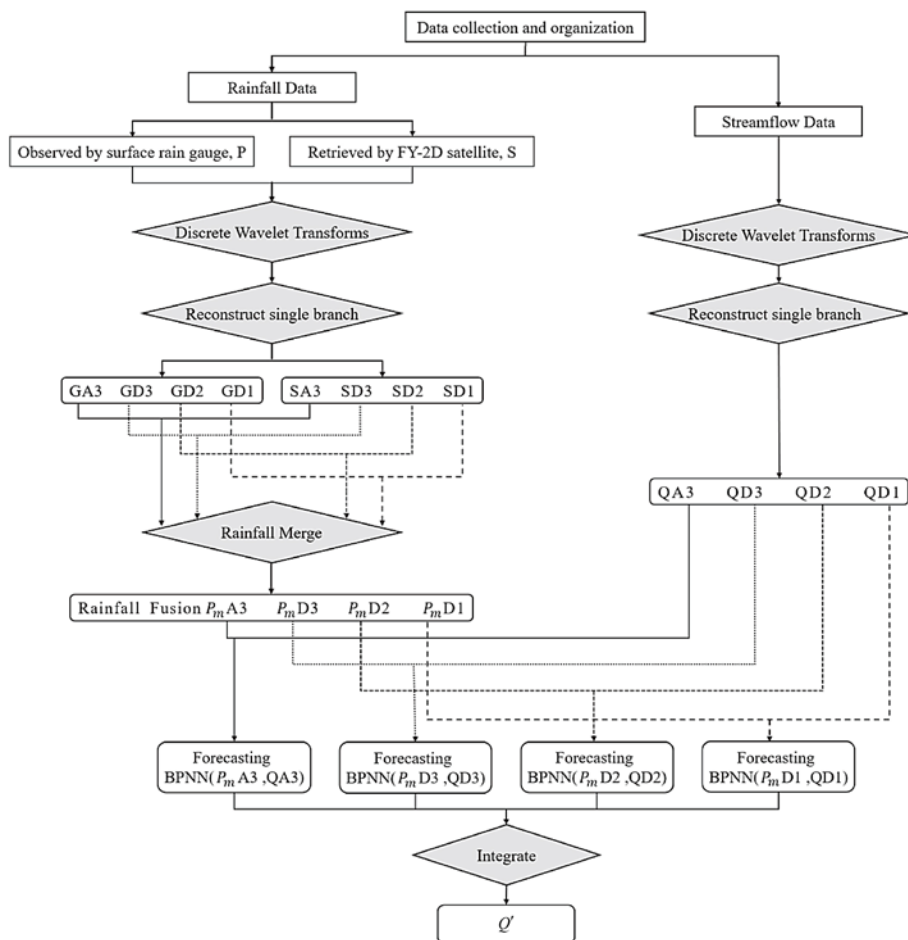 Data collection and organization
Rainfall Data
Streamflow Data
Observed by surface rain gauge, P
Retrieved by FY-2D satellite, S
Discrete Wavelet Transforms
Discrete Wavelet Transforms
Reconstruct single branch
Reconstruct single branch
GA3 GD3 GD2 GD1
SA3 SD3 SD2 SD1
QA3 QD3 QD2 QD1
Rainfall Merge
Rainfall Fusion PmA3 PmD3 PmD2 PmD1
Forecasting
BPNN(PmA3 ,QA3)
Forecasting
BPNN(PmD3 ,QD3)
Forecasting
BPNN(PmD2 ,QD2)
Forecasting
BPNN(PmD1 ,QD1)
Integrate
Q′